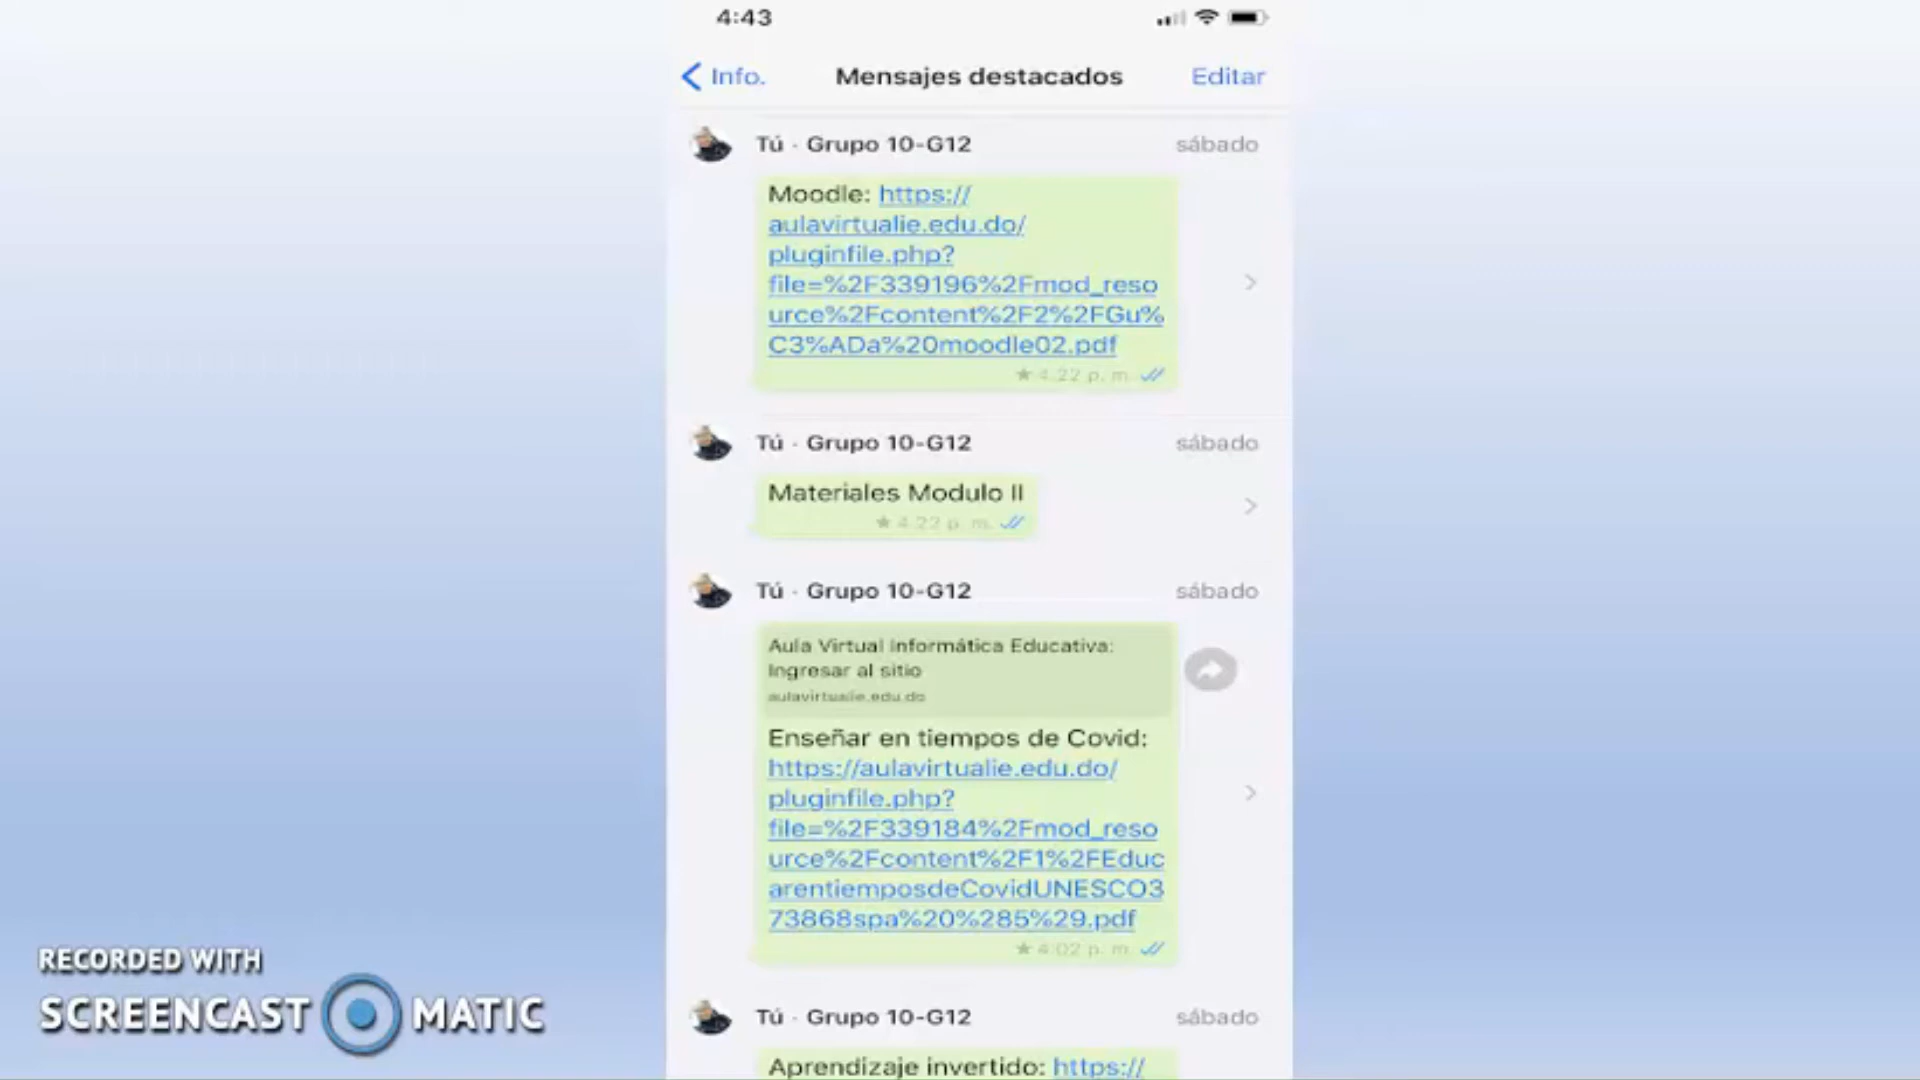 4:43
Info.
Mensajes destacados
Editar
Tú · Grupo 10-G12
sábado
Moodle: https://
aulavirtualie.edu.do/
pluginfile.php?
file=%2F339196%2Fmod_reso
urce%2Fcontent%2F2%2FGu%
C3%ADa%20moodle02.pdf
4:22 p. m.
Tú · Grupo 10-G12
sábado
Materiales Modulo II
4:22 p. m.
Tú · Grupo 10-G12
sábado
Aula Virtual Informática Educativa:
Ingresar al sitio
aulavirtualie.edu.do
Enseñar en tiempos de Covid:
https://aulavirtualie.edu.do/
pluginfile.php?
file=%2F339184%2Fmod_reso
urce%2Fcontent%2F1%2FEduc
arentiemposdeCovidUNESCO3
73868spa%20%285%29.pdf
4:02 p. m.
Tú · Grupo 10-G12
sábado
Aprendizaje invertido: https://
RECORDED WITH
SCREENCAST MATIC